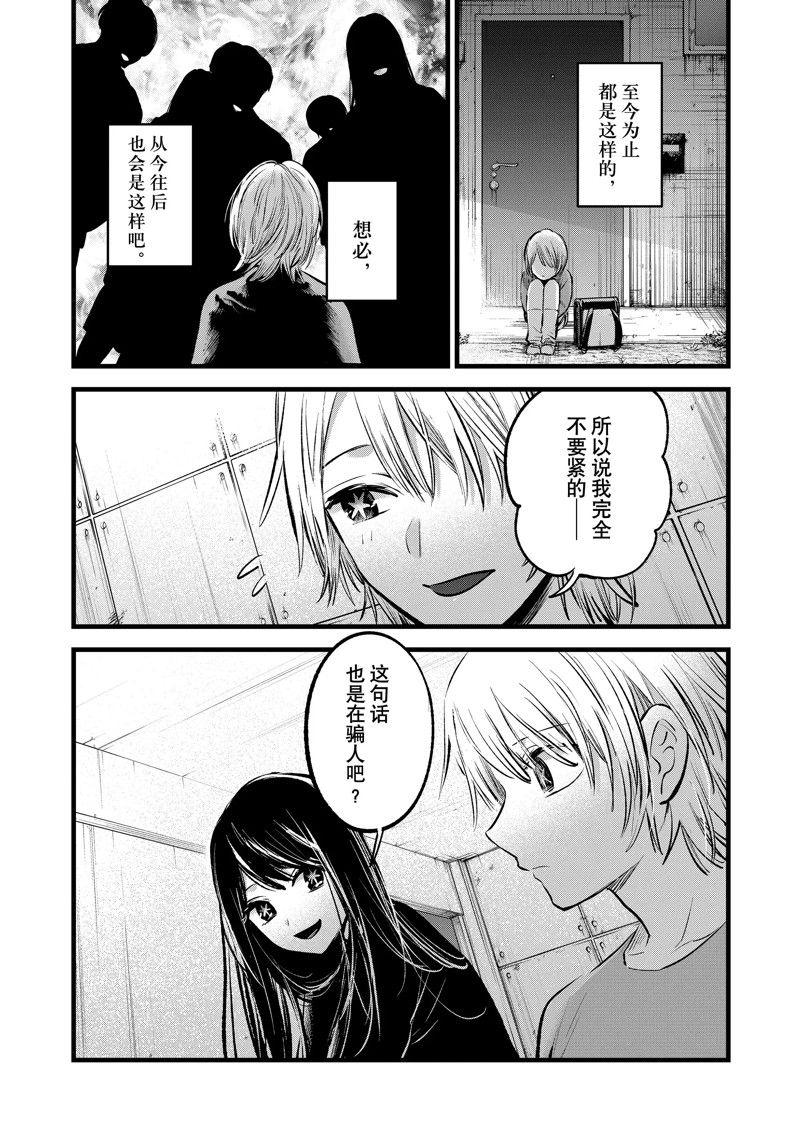 至今为止
都是这样的，
想必，
从今往后
也会是这样吧。
所以说我完全
不要紧的——
这句话
也是在骗人吧？